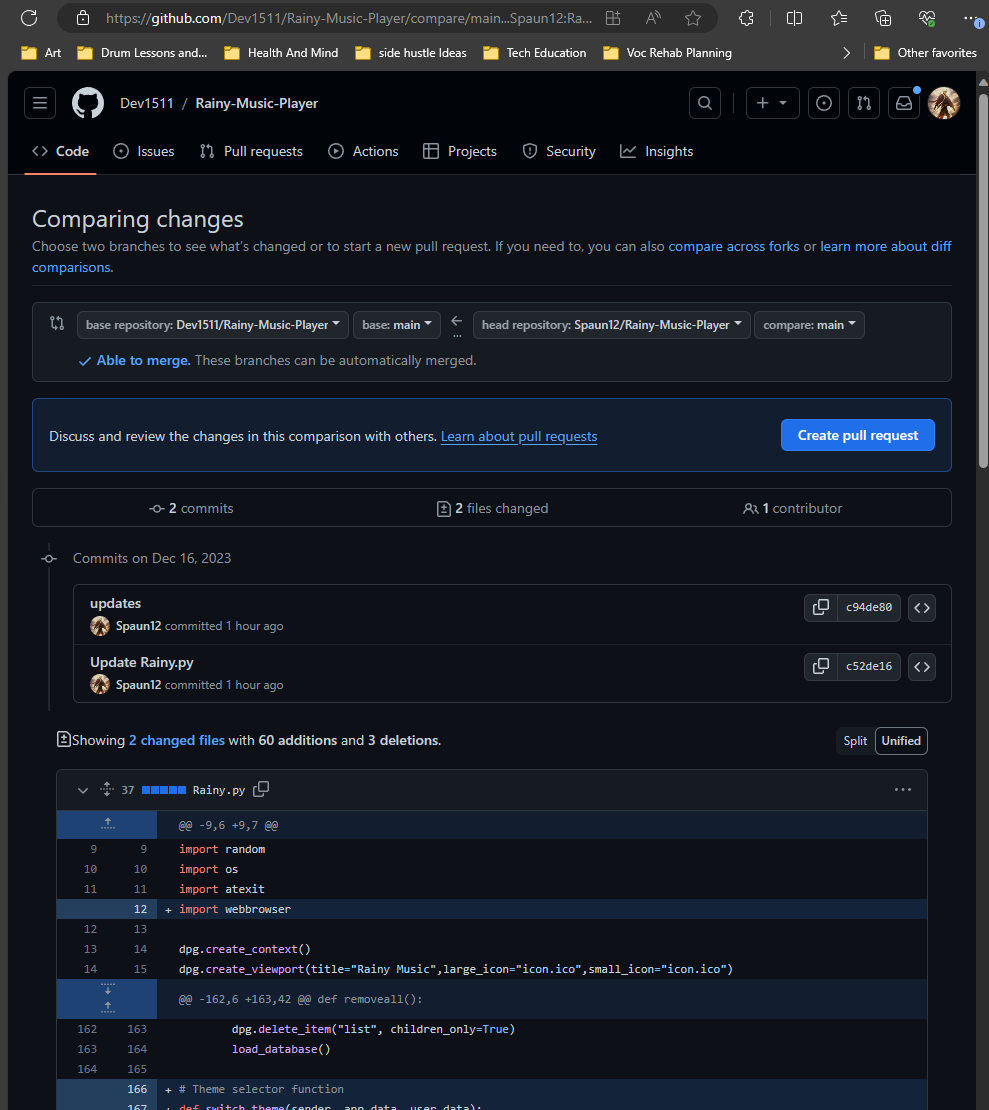 https://github.com/Dev1511/Rainy-Music-Player/compare/main...Spaun12:Ra...
Art Drum Lessons and... Health And Mind side hustle Ideas Tech Education Voc Rehab Planning Other favorites
Dev1511 / Rainy-Music-Player
Code Issues Pull requests Actions Projects Security Insights
Comparing changes
Choose two branches to see what's changed or to start a new pull request. If you need to, you can also compare across forks or learn more about diff
comparisons.
base repository: Dev1511/Rainy-Music-Player base: main ... head repository: Spaun12/Rainy-Music-Player compare: main
Able to merge. These branches can be automatically merged.
Discuss and review the changes in this comparison with others. Learn about pull requests Create pull request
2 commits 2 files changed 1 contributor
Commits on Dec 16, 2023
updates
c94de80
Spaun12 committed 1 hour ago
Update Rainy.py
c52de16
Spaun12 committed 1 hour ago
Showing 2 changed files with 60 additions and 3 deletions. Split Unified
37 Rainy.py
@@ -9,6 +9,7 @@
9 9 import random
10 10 import os
11 11 import atexit
12 + import webbrowser
12 13
13 14 dpg.create_context()
14 15 dpg.create_viewport(title="Rainy Music",large_icon="icon.ico",small_icon="icon.ico")
@@ -162,6 +163,42 @@ def removeall():
162 163 dpg.delete_item("list", children_only=True)
163 164 load_database()
164 165
166 + # Theme selector function
167 + def switch_theme(sender, app_data, user_data):